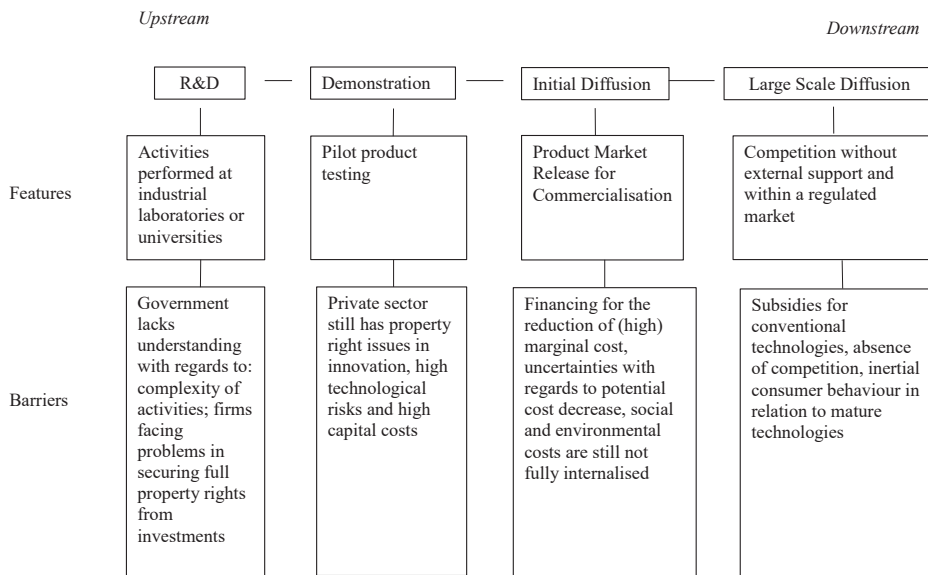 Upstream
Downstream
R&D
Demonstration
Initial Diffusion
Large Scale Diffusion
Features
Activities
performed at
industrial
laboratories or
universities
Pilot product
testing
Product Market
Release for
Commercialisation
Competition without
external support and
within a regulated
market
Barriers
Government
lacks
understanding
with regards to:
complexity of
activities; firms
facing
problems in
securing full
property rights
from
investments
Private sector
still has property
right issues in
innovation, high
technological
risks and high
capital costs
Financing for the
reduction of (high)
marginal cost,
uncertainties with
regards to potential
cost decrease, social
and environmental
costs are still not
fully internalised
Subsidies for
conventional
technologies, absence
of competition, inertial
consumer behaviour in
relation to mature
technologies